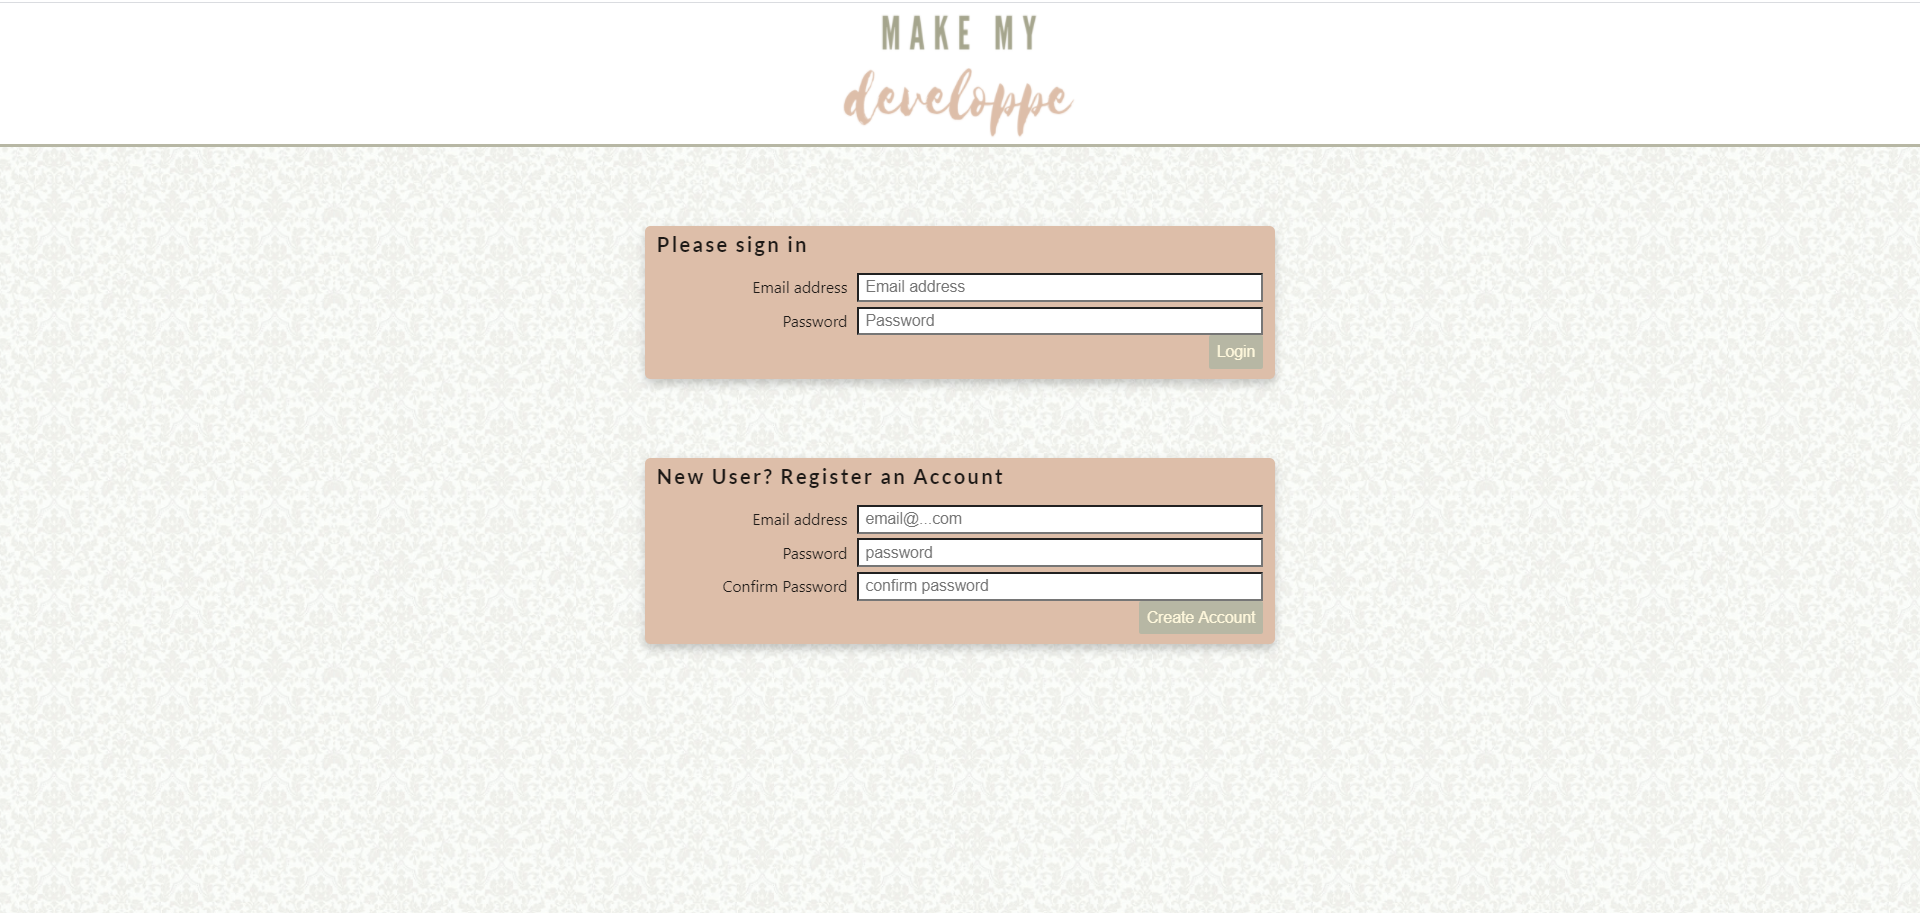 MAKE MY
developpe
Please sign in
Email address Email address
Password Password
Login
New User? Register an Account
Email address email@...com
Password password
Confirm Password confirm password
Create Account